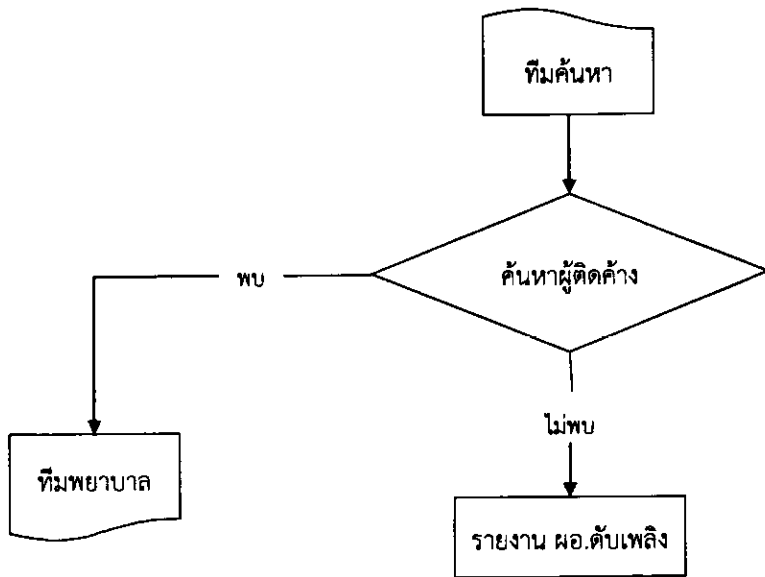 ทีมค้นหา
ค้นหาผู้ติดค้าง
พบ
ไม่พบ
ทีมพยาบาล
รายงาน ผอ.ดับเพลิง